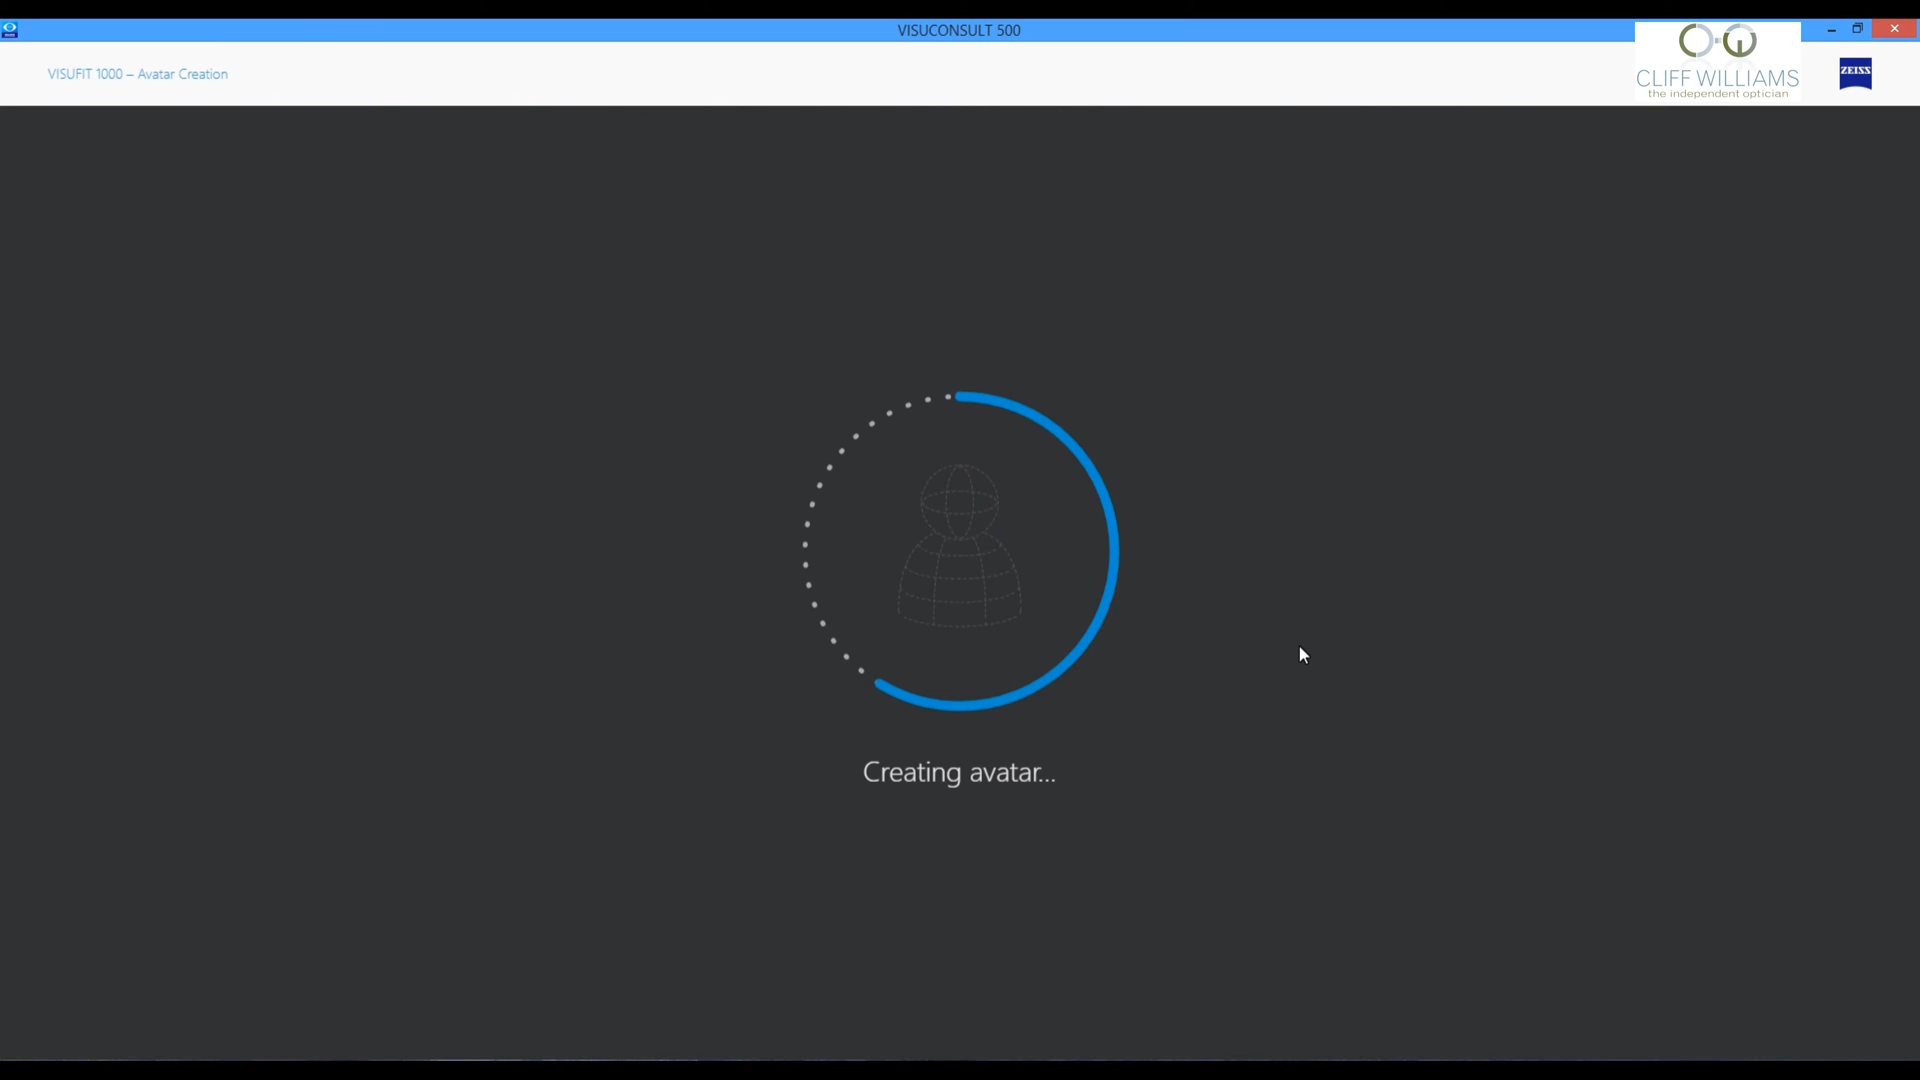 VISUCONSULT 500
VISUFIT 1000 – Avatar Creation
CLIFF WILLIAMS
the independent optician
ZEISS
Creating avatar...